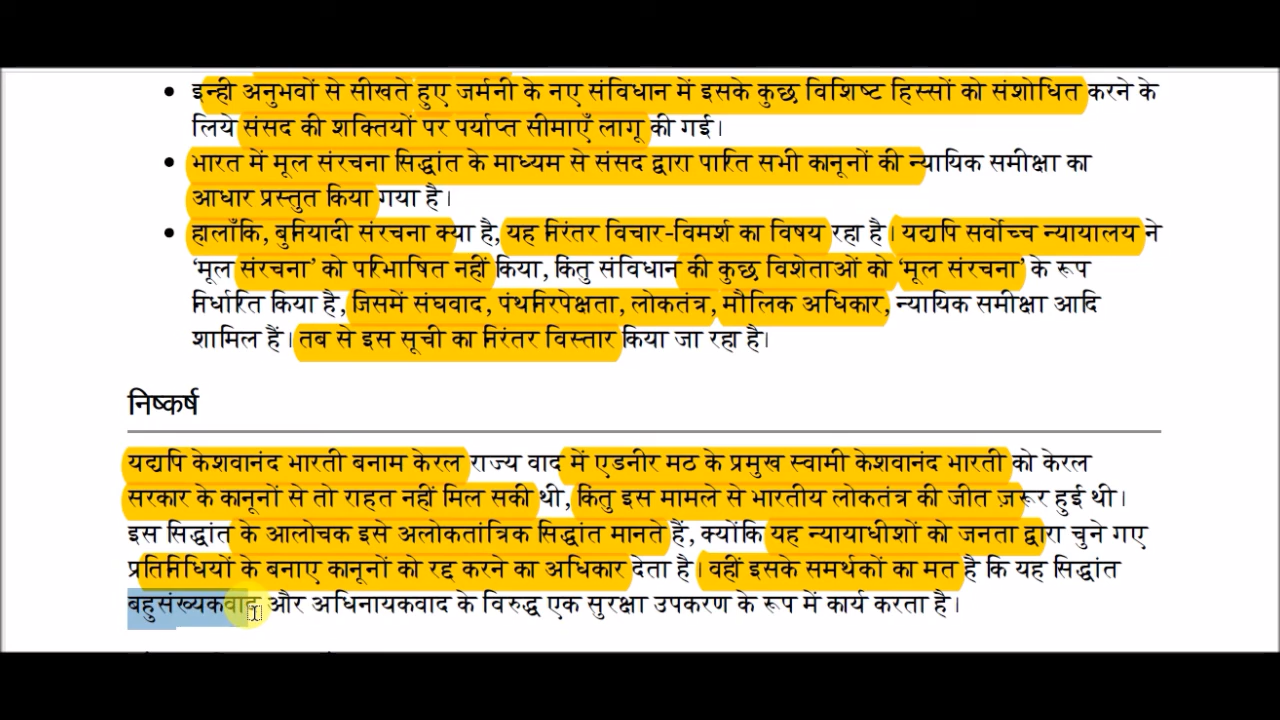 इन्ही अनुभवों से सीखते हुए जर्मनी के नए संविधान में इसके कुछ विशिष्ट हिस्सों को संशोधित करने के
लिये संसद की शक्तियों पर पर्याप्त सीमाएँ लागू की गईं।
भारत में मूल संरचना सिद्धांत के माध्यम से संसद द्वारा पारित सभी कानूनों की न्यायिक समीक्षा का
आधार प्रस्तुत किया गया है।
हालाँकि, बुनियादी संरचना क्या है, यह निरंतर विचार-विमर्श का विषय रहा है। यद्यपि सर्वोच्च न्यायालय ने
‘मूल संरचना’ को परिभाषित नहीं किया, किंतु संविधान की कुछ विशेताओं को ‘मूल संरचना’ के रूप
निर्धारित किया है, जिसमें संघवाद, पंथनिरपेक्षता, लोकतंत्र, मौलिक अधिकार, न्यायिक समीक्षा आदि
शामिल हैं। तब से इस सूची का निरंतर विस्तार किया जा रहा है।
निष्कर्ष
यद्यपि केशवानंद भारती बनाम केरल राज्य वाद में एडनीर मठ के प्रमुख स्वामी केशवानंद भारती को केरल
सरकार के कानूनों से तो राहत नहीं मिल सकी थी, किंतु इस मामले से भारतीय लोकतंत्र की जीत ज़रूर हुई थी।
इस सिद्धांत के आलोचक इसे अलोकतांत्रिक सिद्धांत मानते हैं, क्योंकि यह न्यायाधीशों को जनता द्वारा चुने गए
प्रतिनिधियों के बनाए कानूनों को रद्द करने का अधिकार देता है। वहीं इसके समर्थकों का मत है कि यह सिद्धांत
बहुसंख्यकवाद और अधिनायकवाद के विरुद्ध एक सुरक्षा उपकरण के रूप में कार्य करता है।